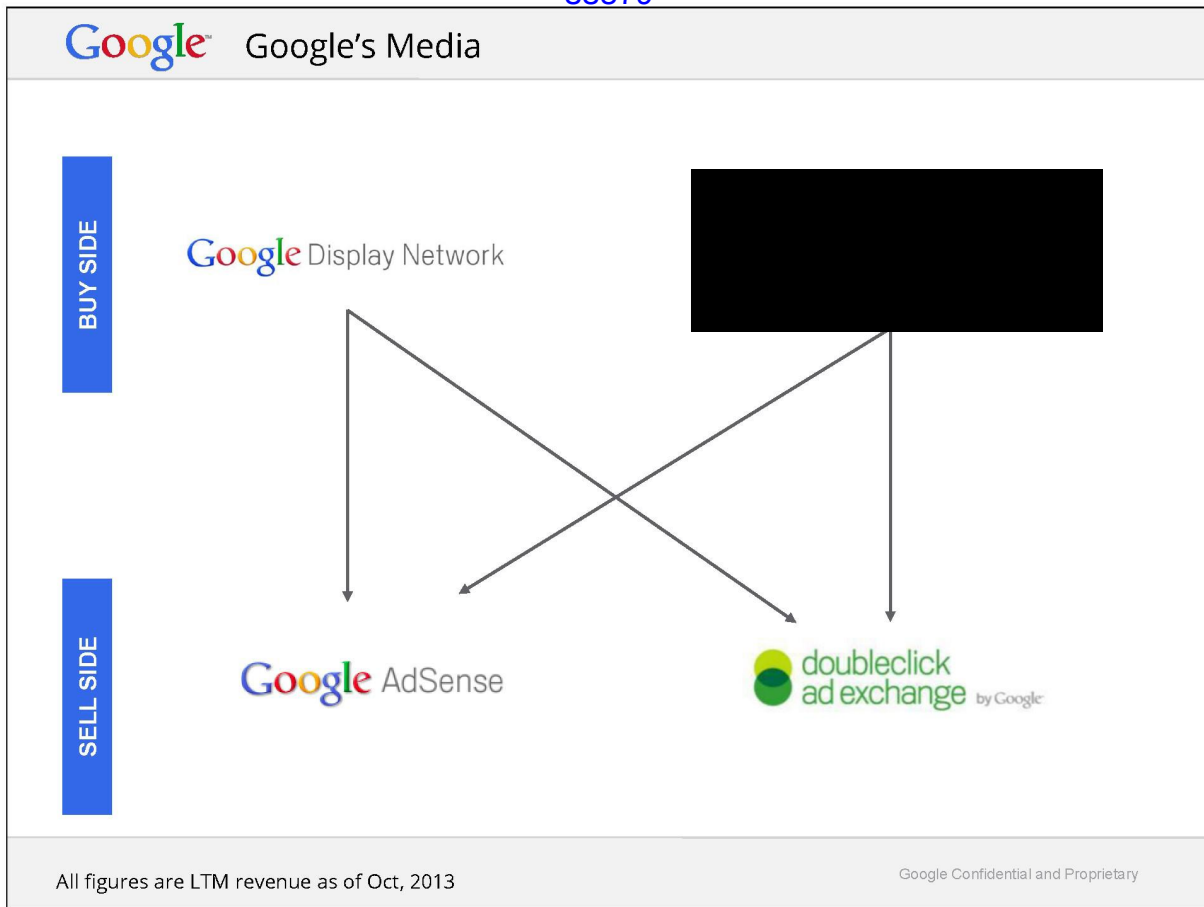 Google™ Google's Media
BUY SIDE
Google Display Network
SELL SIDE
Google AdSense
doubleclick
ad exchange by Google
All figures are LTM revenue as of Oct, 2013
Google Confidential and Proprietary